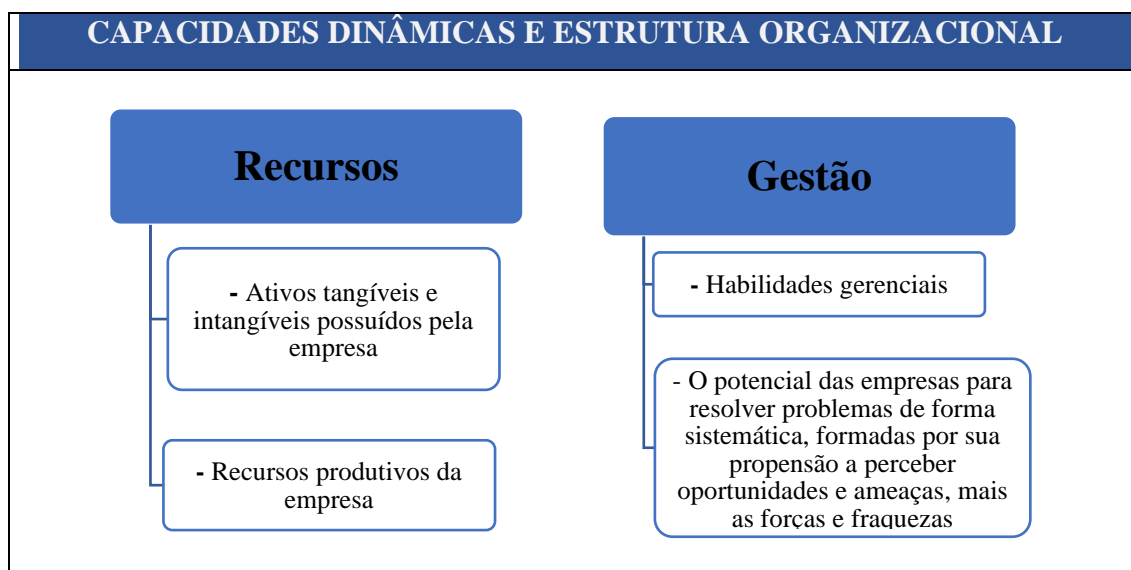 CAPACIDADES DINÂMICAS E ESTRUTURA ORGANIZACIONAL
Recursos
- Ativos tangíveis e
intangíveis possuídos pela
empresa
- Recursos produtivos da
empresa
Gestão
- Habilidades gerenciais
- O potencial das empresas para
resolver problemas de forma
sistemática, formadas por sua
propensão a perceber
oportunidades e ameaças, mais
as forças e fraquezas